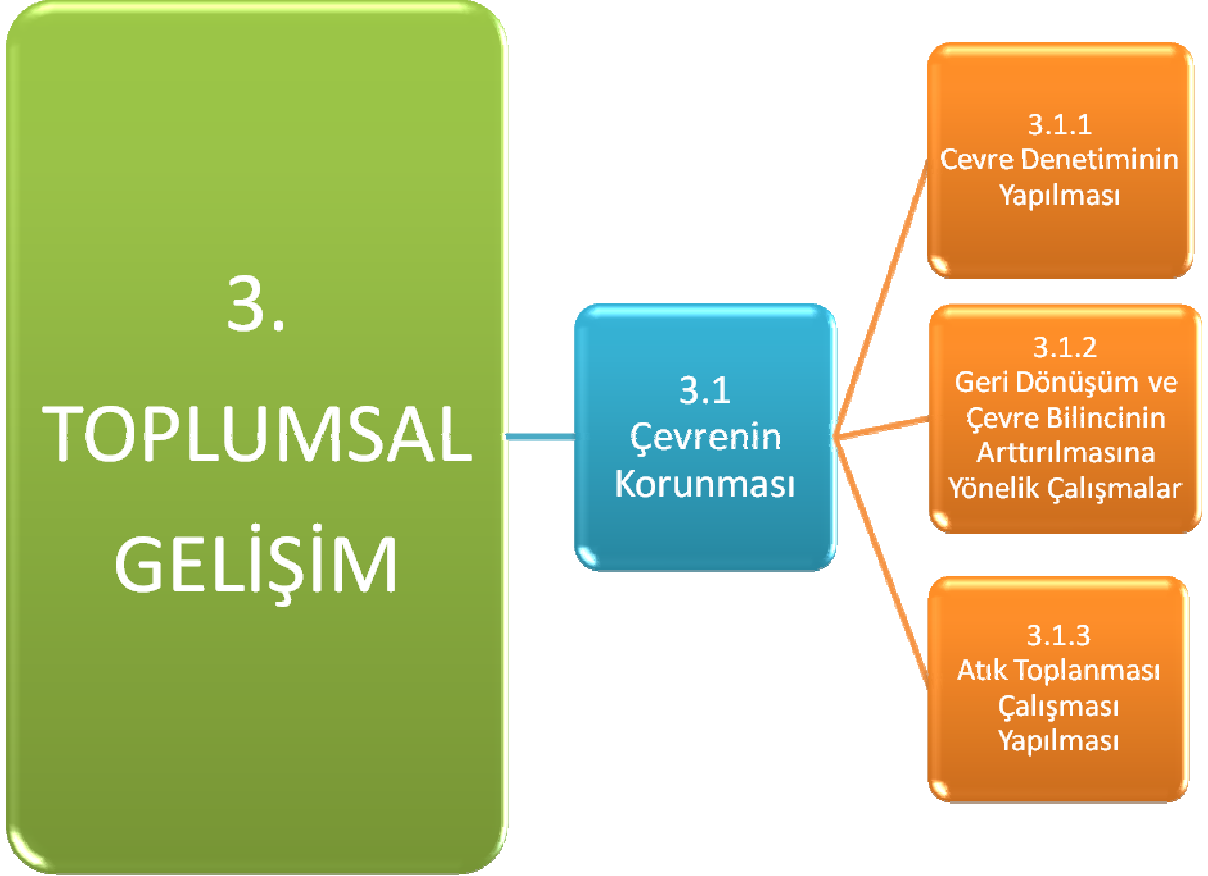 3.
TOPLUMSAL
GELİŞİM
3.1
Çevrenin
Korunması
3.1.1
Cevre Denetiminin
Yapılması
3.1.2
Geri Dönüşüm ve
Çevre Bilincinin
Arttırılmasına
Yönelik Çalışmalar
3.1.3
Atık Toplanması
Çalışması
Yapılması